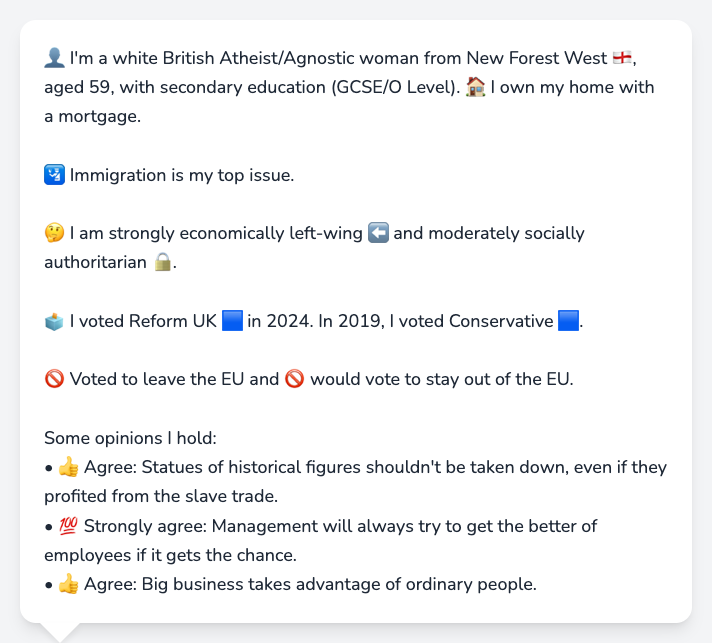 👤 I'm a white British Atheist/Agnostic woman from New Forest West 🏴󠁧󠁢󠁥󠁮󠁧󠁿,
aged 59, with secondary education (GCSE/O Level). 🏠 I own my home with
a mortgage.
🛂 Immigration is my top issue.
🤔 I am strongly economically left-wing ⬅️ and moderately socially
authoritarian 🔒.
🗳️ I voted Reform UK 🟦 in 2024. In 2019, I voted Conservative 🟦.
🚫 Voted to leave the EU and 🚫 would vote to stay out of the EU.
Some opinions I hold:
• 👍 Agree: Statues of historical figures shouldn't be taken down, even if they
profited from the slave trade.
• 💯 Strongly agree: Management will always try to get the better of
employees if it gets the chance.
• 👍 Agree: Big business takes advantage of ordinary people.